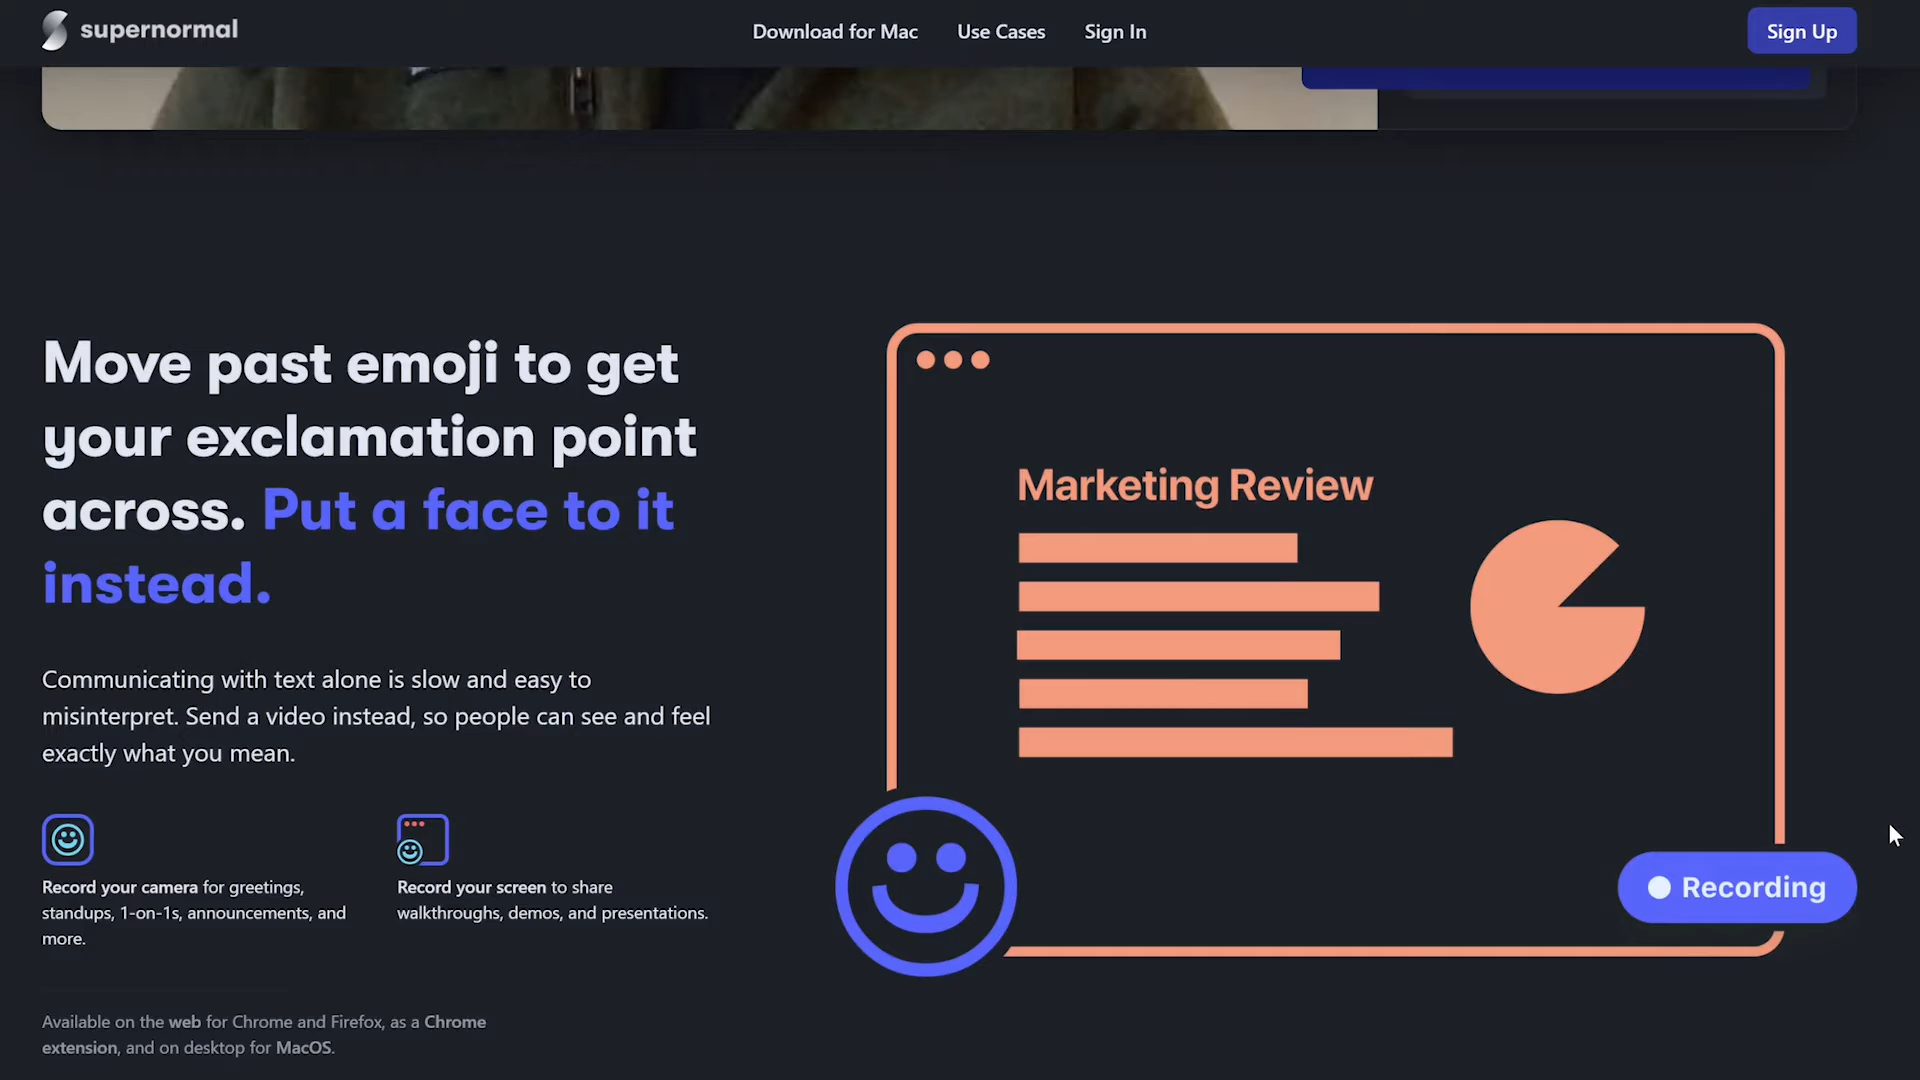 supernormal
Download for Mac
Use Cases
Sign In
Sign Up
Move past emoji to get
your exclamation point
across. Put a face to it
instead.
Communicating with text alone is slow and easy to
misinterpret. Send a video instead, so people can see and feel
exactly what you mean.
Record your camera for greetings,
standups, 1-on-1s, announcements, and
more.
Record your screen to share
walkthroughs, demos, and presentations.
Available on the web for Chrome and Firefox, as a Chrome
extension, and on desktop for MacOS.
Marketing Review
Recording